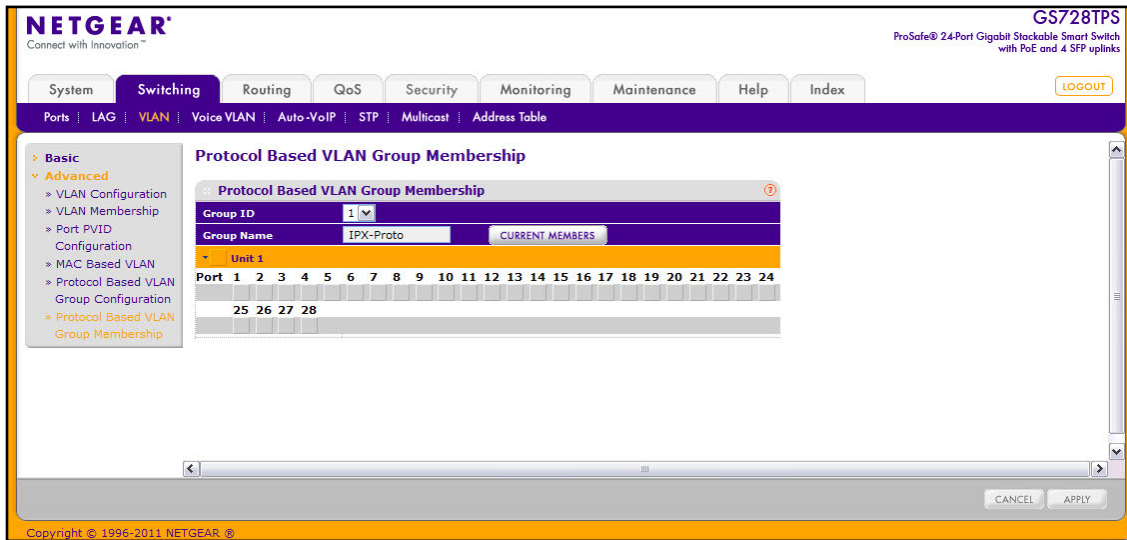 NETGEAR®
Connect with Innovation™
GS728TPS
ProSafe® 24-Port Gigabit Stackable Smart Switch
with PoE and 4 SFP uplinks
System Switching Routing QoS Security Monitoring Maintenance Help Index LOGOUT
Ports LAG VLAN Voice VLAN Auto-VoIP STP Multicast Address Table
Basic
Advanced
» VLAN Configuration
» VLAN Membership
» Port PVID
Configuration
» MAC Based VLAN
» Protocol Based VLAN
Group Configuration
» Protocol Based VLAN
Group Membership
Protocol Based VLAN Group Membership
Protocol Based VLAN Group Membership ?
Group ID 1
Group Name IPX-Proto CURRENT MEMBERS
Unit 1
Port 1 2 3 4 5 6 7 8 9 10 11 12 13 14 15 16 17 18 19 20 21 22 23 24
25 26 27 28
CANCEL APPLY
Copyright © 1996-2011 NETGEAR ®